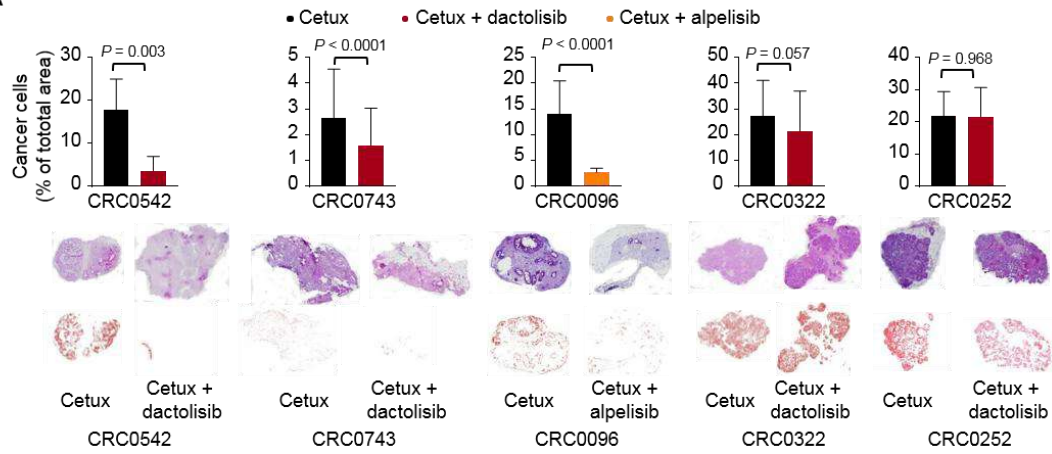 Cetux Cetux + dactolisib Cetux + alpelisib
Cancer cells
(% of tototal area)
P = 0.003 P < 0.0001 P < 0.0001 P = 0.057 P = 0.968
30 5 25 50 40
20 4 20 40 30
10 3 15 30 20
0 2 10 20 10
1 5 10 0
0 0 0
CRC0542 CRC0743 CRC0096 CRC0322 CRC0252
Cetux Cetux + dactolisib Cetux Cetux + dactolisib Cetux Cetux + alpelisib Cetux Cetux + dactolisib Cetux Cetux + dactolisib
CRC0542 CRC0743 CRC0096 CRC0322 CRC0252